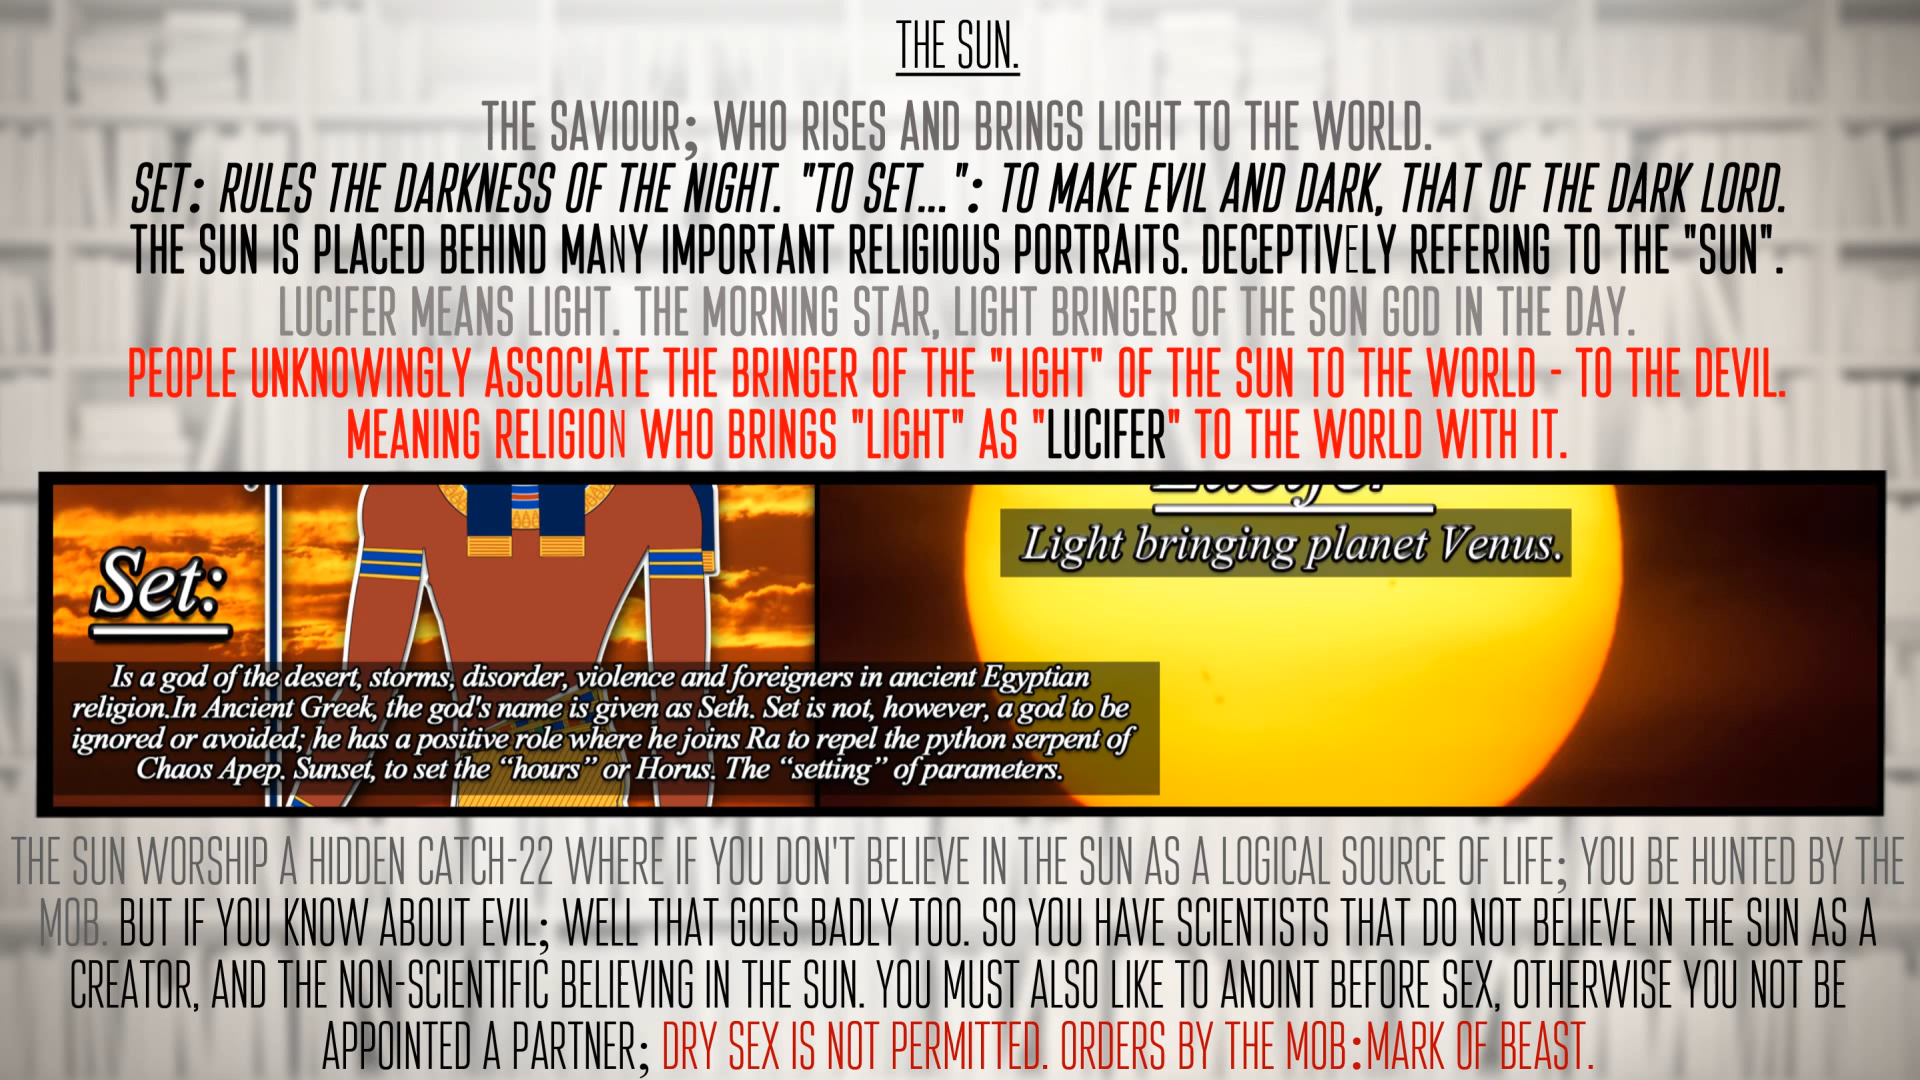 THE SUN.
THE SAVIOUR; WHO RISES AND BRINGS LIGHT TO THE WORLD.
SET: RULES THE DARKNESS OF THE NIGHT. "TO SET...": TO MAKE EVIL AND DARK, THAT OF THE DARK LORD.
THE SUN IS PLACED BEHIND MANY IMPORTANT RELIGIOUS PORTRAITS. DECEPTIVELY REFERING TO THE "SUN".
LUCIFER MEANS LIGHT. THE MORNING STAR, LIGHT BRINGER OF THE SON GOD IN THE DAY.
PEOPLE UNKNOWINGLY ASSOCIATE THE BRINGER OF THE "LIGHT" OF THE SUN TO THE WORLD - TO THE DEVIL.
MEANING RELIGION WHO BRINGS "LIGHT" AS "LUCIFER" TO THE WORLD WITH IT.
Light bringing planet Venus.
Set:
Is a god of the desert, storms, disorder, violence and foreigners in ancient Egyptian
religion.In Ancient Greek, the god's name is given as Seth. Set is not, however, a god to be
ignored or avoided; he has a positive role where he joins Ra to repel the python serpent of
Chaos Apep. Sunset, to set the “hours” or Horus. The “setting” of parameters.
THE SUN WORSHIP A HIDDEN CATCH-22 WHERE IF YOU DON'T BELIEVE IN THE SUN AS A LOGICAL SOURCE OF LIFE; YOU BE HUNTED BY THE
MOB. BUT IF YOU KNOW ABOUT EVIL; WELL THAT GOES BADLY TOO. SO YOU HAVE SCIENTISTS THAT DO NOT BELIEVE IN THE SUN AS A
CREATOR, AND THE NON-SCIENTIFIC BELIEVING IN THE SUN. YOU MUST ALSO LIKE TO ANOINT BEFORE SEX, OTHERWISE YOU NOT BE
APPOINTED A PARTNER; DRY SEX IS NOT PERMITTED. ORDERS BY THE MOB:MARK OF BEAST.